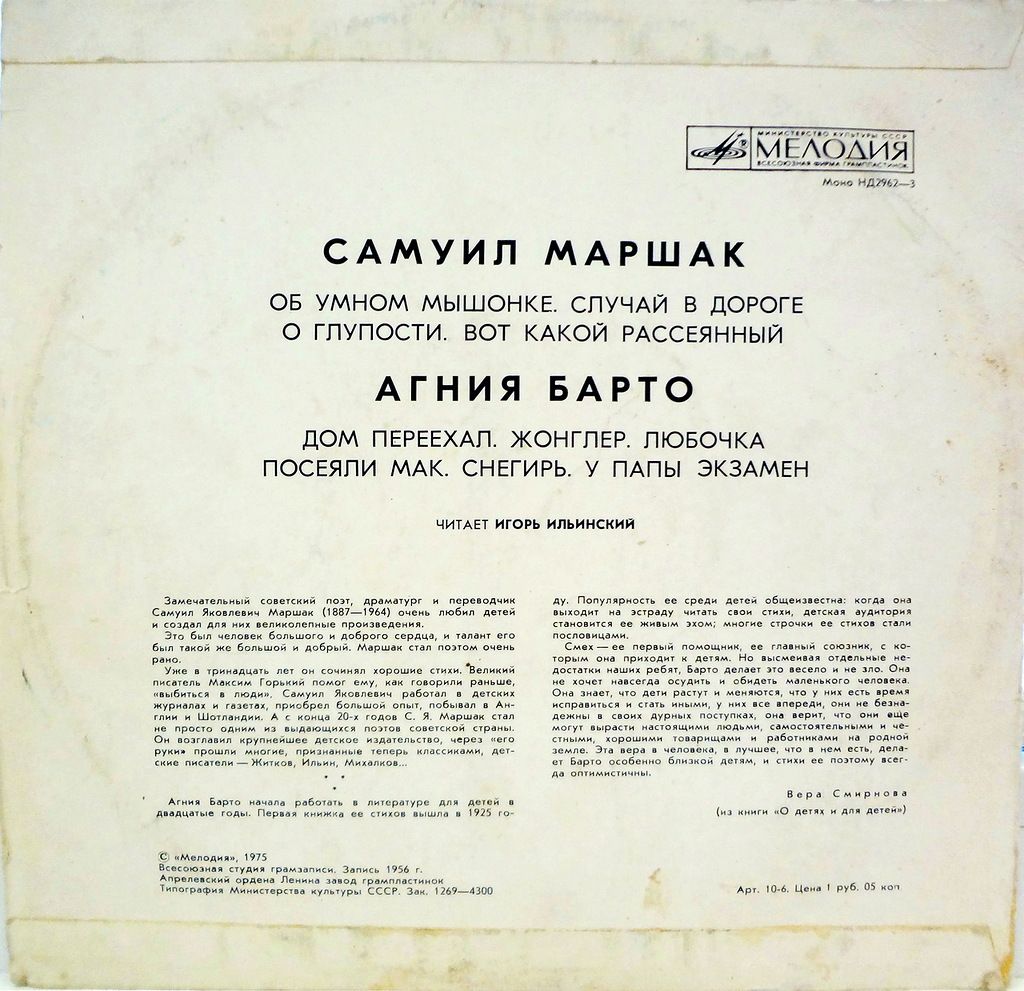 МИНИСТЕРСТВО КУЛЬТУРЫ СССР
МЕЛОДИЯ
ВСЕСОЮЗНАЯ ФИРМА ГРАМПЛАСТИНОК
Моно НД2962—3
САМУИЛ МАРШАК
ОБ УМНОМ МЫШОНКЕ. СЛУЧАЙ В ДОРОГЕ
О ГЛУПОСТИ. ВОТ КАКОЙ РАССЕЯННЫЙ
АГНИЯ БАРТО
ДОМ ПЕРЕЕХАЛ. ЖОНГЛЕР. ЛЮБОЧКА
ПОСЕЯЛИ МАК. СНЕГИРЬ. У ПАПЫ ЭКЗАМЕН
ЧИТАЕТ ИГОРЬ ИЛЬИНСКИЙ
Замечательный советский поэт, драматург и переводчик
Самуил Яковлевич Маршак (1887—1964) очень любил детей
и создал для них великолепные произведения.
Это был человек большого и доброго сердца, и талант его
был такой же большой и добрый. Маршак стал поэтом очень
рано.
Уже в тринадцать лет он сочинял хорошие стихи. Великий
писатель Максим Горький помог ему, как говорили раньше,
«выбиться в люди». Самуил Яковлевич работал в детских
журналах и газетах, приобрел большой опыт, побывал в Ан-
глии и Шотландии. А с конца 20-х годов С. Я. Маршак стал
не просто одним из выдающихся поэтов советской страны.
Он возглавил крупнейшее детское издательство, через «его
руки» прошли многие, признанные теперь классиками, дет-
ские писатели — Житков, Ильин, Михалков...
* *
*
Агния Барто начала работать в литературе для детей в
двадцатые годы. Первая книжка ее стихов вышла в 1925 го-
ду. Популярность ее среди детей общеизвестна: когда она
выходит на эстраду читать свои стихи, детская аудитория
становится ее живым эхом; многие строчки ее стихов стали
пословицами.
Смех — ее первый помощник, ее главный союзник, с ко-
торым она приходит к детям. Но высмеивая отдельные не-
достатки наших ребят, Барто делает это весело и не зло. Она
не хочет навсегда осудить и обидеть маленького человека.
Она знает, что дети растут и меняются, что у них есть время
исправиться и стать иными, у них все впереди, они не безна-
дежны в своих дурных поступках, она верит, что они еще
могут вырасти настоящими людьми, самостоятельными и че-
стными, хорошими товарищами и работниками на родной
земле. Эта вера в человека, в лучшее, что в нем есть, дела-
ет Барто особенно близкой детям, и стихи ее поэтому всег-
да оптимистичны.
Вера Смирнова
(из книги «О детях и для детей»)
© «Мелодия», 1975
Всесоюзная студия грамзаписи. Запись 1956 г.
Апрелевский ордена Ленина завод грампластинок
Типография Министерства культуры СССР. Зак. 1269—4300
Арт. 10-6. Цена 1 руб. 05 коп